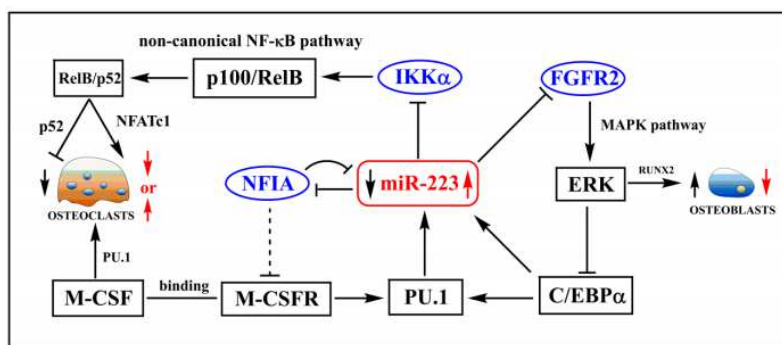 non-canonical NF-κB pathway
RelB/p52
p100/RelB
IKKα
FGFR2
p52
NFATc1
MAPK pathway
or
OSTEOCLASTS
NFIA
miR-223
ERK
RUNX2
OSTEOBLASTS
PU.1
M-CSF
binding
M-CSFR
PU.1
C/EBPα